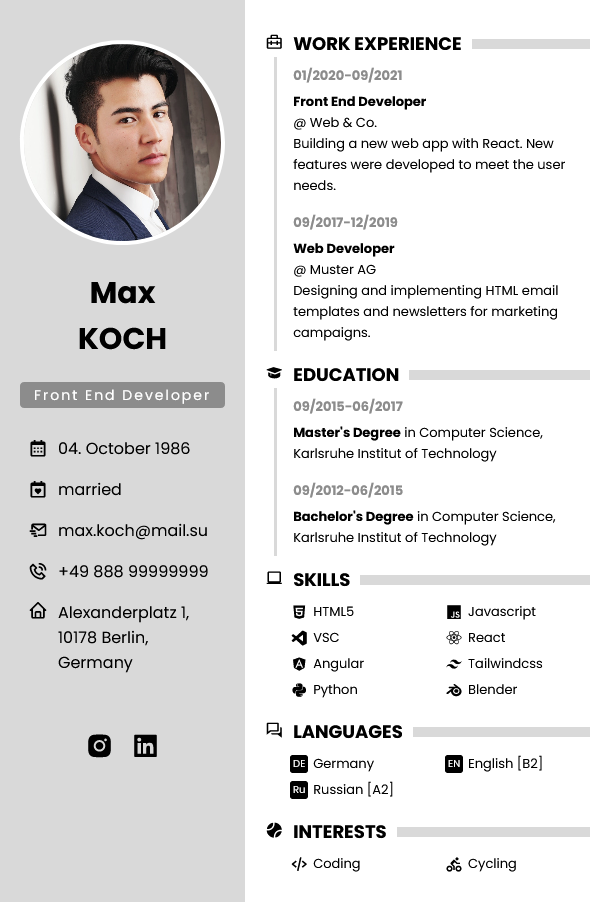 Max
KOCH
Front End Developer
04. October 1986
married
max.koch@mail.su
+49 888 99999999
Alexanderplatz 1,
10178 Berlin,
Germany
WORK EXPERIENCE
01/2020-09/2021
Front End Developer
@ Web & Co.
Building a new web app with React. New
features were developed to meet the user
needs.
09/2017-12/2019
Web Developer
@ Muster AG
Designing and implementing HTML email
templates and newsletters for marketing
campaigns.
EDUCATION
09/2015-06/2017
Master's Degree in Computer Science,
Karlsruhe Institut of Technology
09/2012-06/2015
Bachelor's Degree in Computer Science,
Karlsruhe Institut of Technology
SKILLS
HTML5
JS Javascript
VSC
React
Angular
Tailwindcss
Python
Blender
LANGUAGES
DE Germany
EN English [B2]
Ru Russian [A2]
INTERESTS
Coding
Cycling